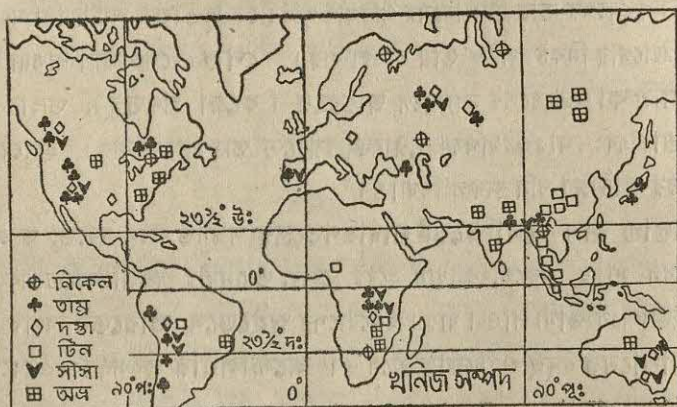 ২৩½° উঃ
0°
নিকেল
তাম্র
দস্তা
টিন
সীসা
অভ্র
২৩½° দঃ
৯০° পঃ
0°
খনিজ সম্পদ
৯০° পূঃ